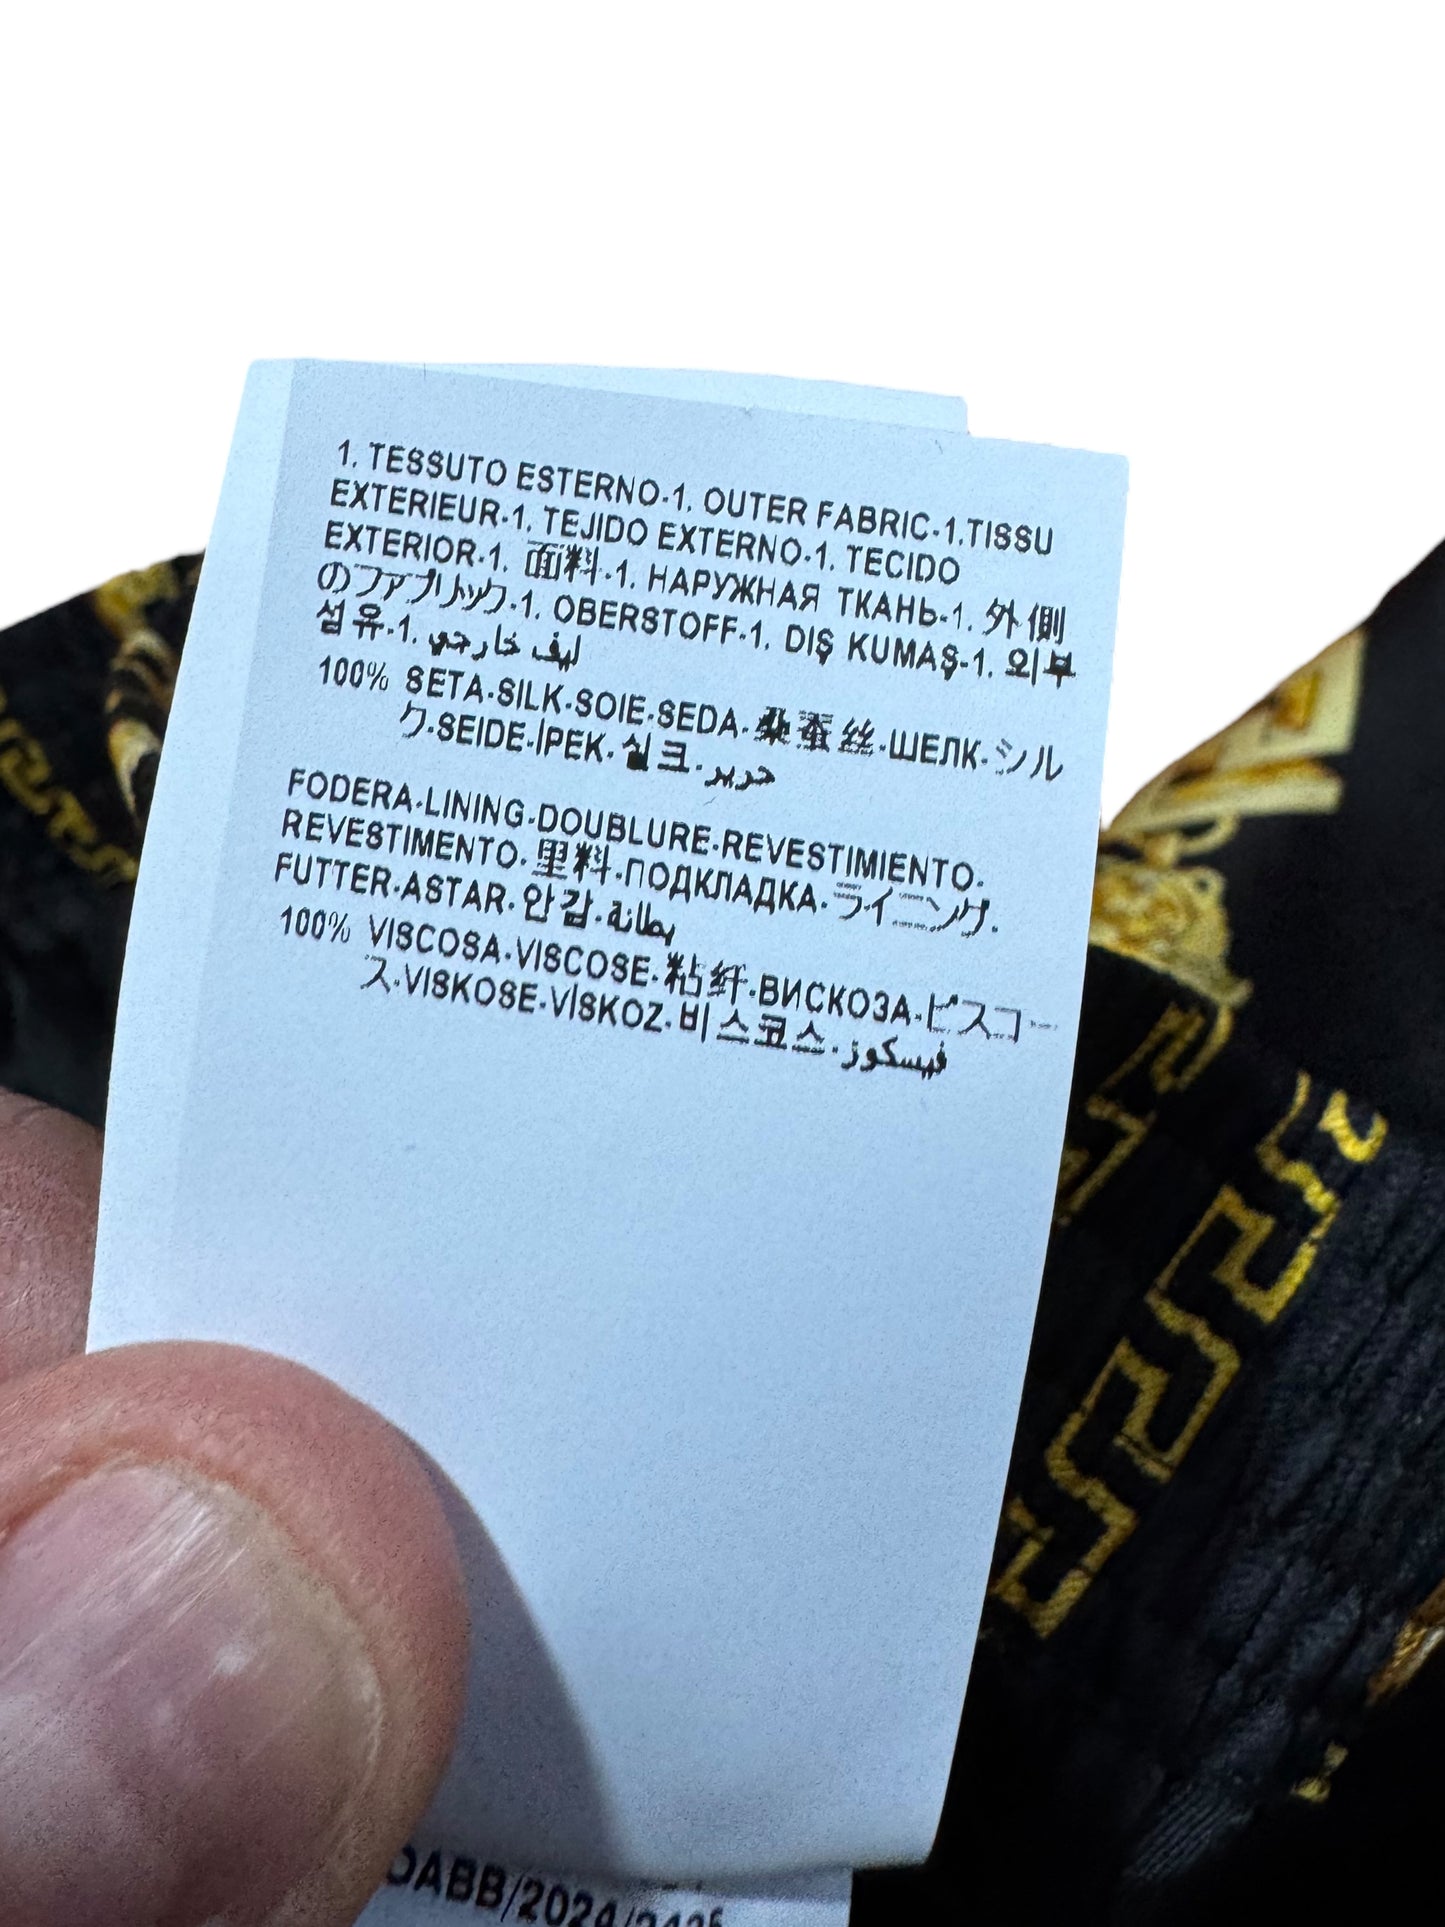 1. TESSUTO ESTERNO-1. OUTER FABRIC-1.TISSU
EXTERIEUR-1. TEJIDO EXTERNO-1. TECIDO
EXTERIOR-1. 面料-1. НАРУЖНАЯ ТКАНЬ-1. 外側
のファブリック-1. OBERSTOFF-1. DIŞ KUMAŞ-1. 외부
섬유-1. ليف خارجي
100% SETA-SILK-SOIE-SEDA-桑蚕丝-ШЕЛК-シル
ク-SEIDE-İPEK-실크-حرير
FODERA-LINING-DOUBLURE-REVESTIMIENTO-
REVESTIMENTO-里料-ПОДКЛАДКА-ライニング-
FUTTER-ASTAR-안감-بطانة
100% VISCOSA-VISCOSE-粘纤-ВИСКОЗА-ビスコー
ス-VISKOSE-VİSKOZ-비스코스-فيسكوز
DABB/2024/